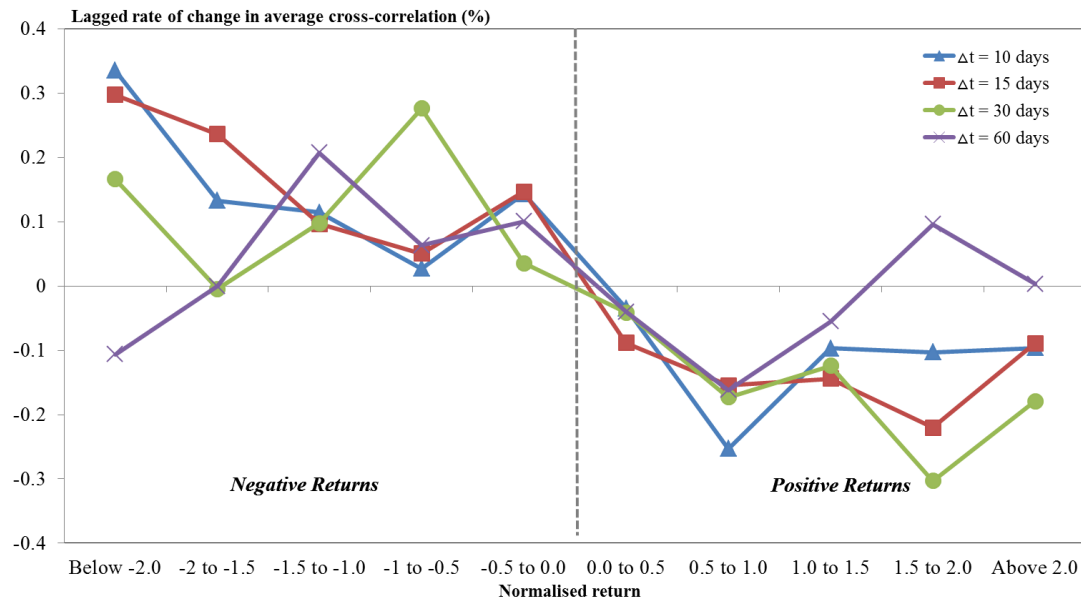 Lagged rate of change in average cross-correlation (%)
0.4
0.3
0.2
0.1
0
-0.1
-0.2
-0.3
-0.4
Δt = 10 days
Δt = 15 days
Δt = 30 days
Δt = 60 days
Negative Returns
Positive Returns
Below -2.0 -2 to -1.5 -1.5 to -1.0 -1 to -0.5 -0.5 to 0.0 0.0 to 0.5 0.5 to 1.0 1.0 to 1.5 1.5 to 2.0 Above 2.0
Normalised return